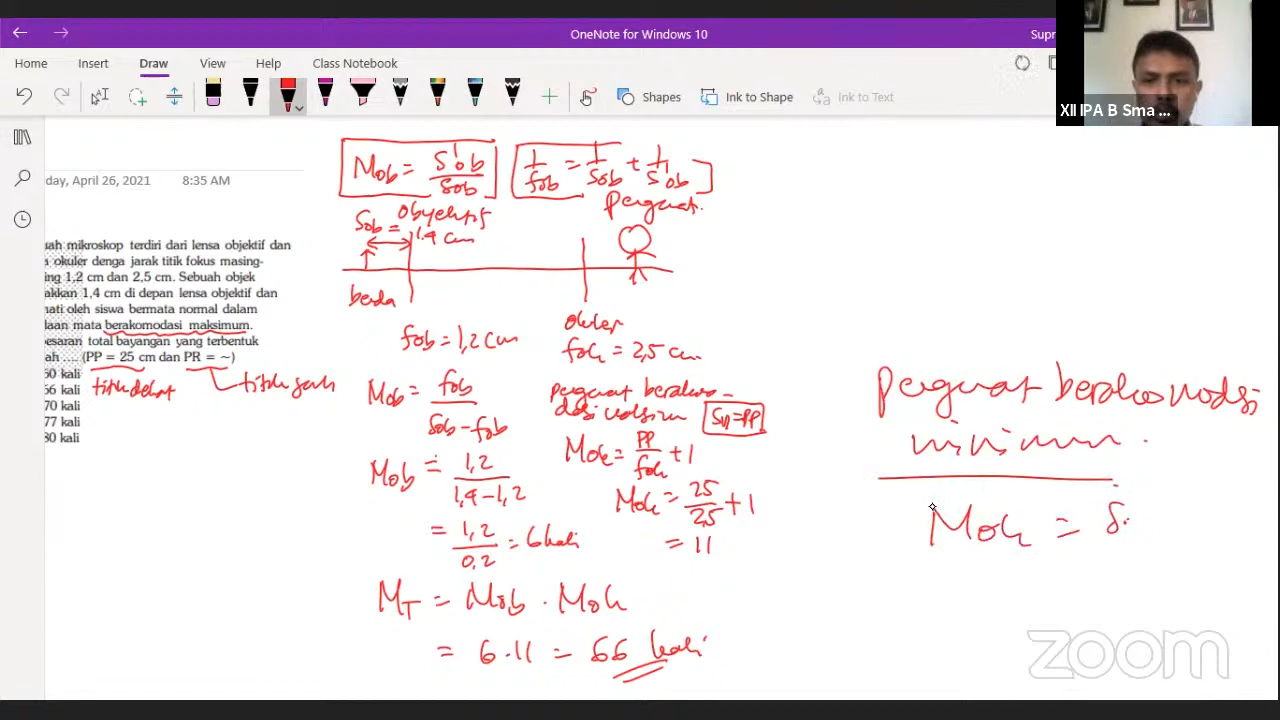 OneNote for Windows 10
Supr
Home Insert Draw View Help Class Notebook
Shapes Ink to Shape Ink to Text
XII IPA B Sma ...
day, April 26, 2021 8:35 AM
uah mikroskop terdiri dari lensa objektif dan
okuler denga jarak titik fokus masing-
ing 1,2 cm dan 2,5 cm. Sebuah objek
akkan 1,4 cm di depan lensa objektif dan
nati oleh siswa bermata normal dalam
laan mata berakomodasi maksimum.
esaran total bayangan yang terbentuk
ah .... (PP = 25 cm dan PR = ~)
60 kali
66 kali
70 kali
77 kali
80 kali
titik dekat
titik jauh
Mob = S'ob/Sob
1/fob = 1/Sob + 1/S'ob
Sob = 1.4 cm
Obyektif
pengamat.
benda
fob = 1,2 cm
Okuler
fok = 2,5 cm
Mob = fob/Sob - fob
Mob = 1,2/1,4 - 1,2
= 1,2/0,2 = 6 kali
pengamat berakomo-
dasi maksimum
Mok = PP/fok + 1
Mok = 25/2,5 + 1
= 11
MT = Mob . Mok
= 6 . 11 = 66 kali
pengamat berakomodasi
minimum .
Mok =
zoom